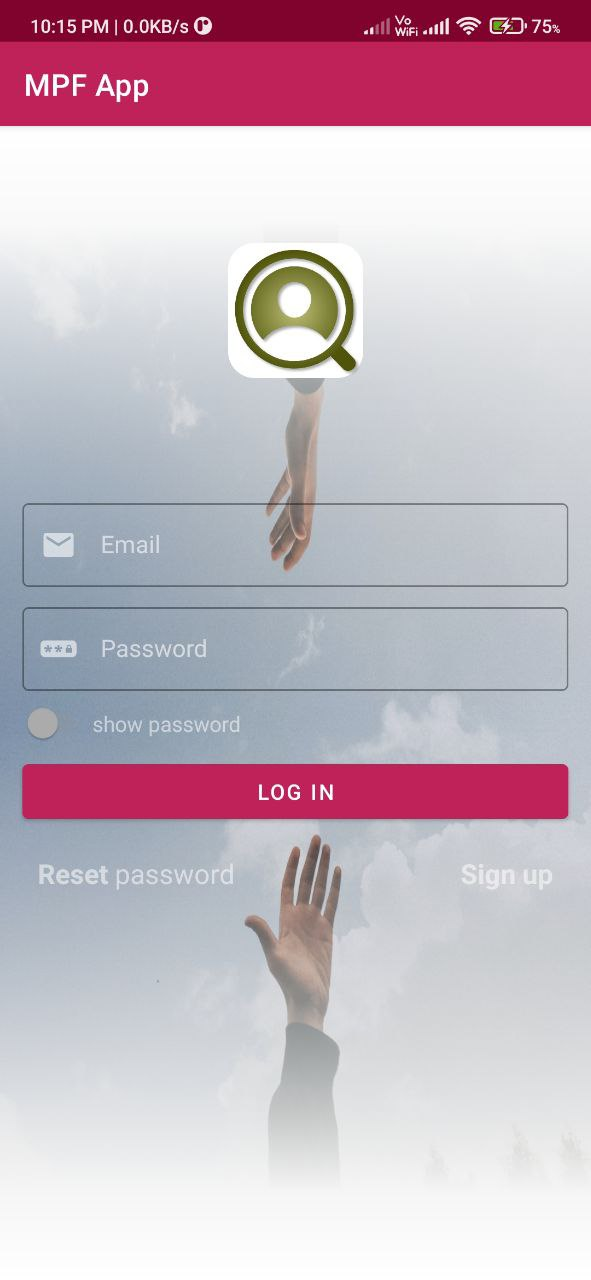 10:15 PM | 0.0KB/s
Vo
WiFi
75%
MPF App
Email
**
Password
show password
LOG IN
Reset password
Sign up